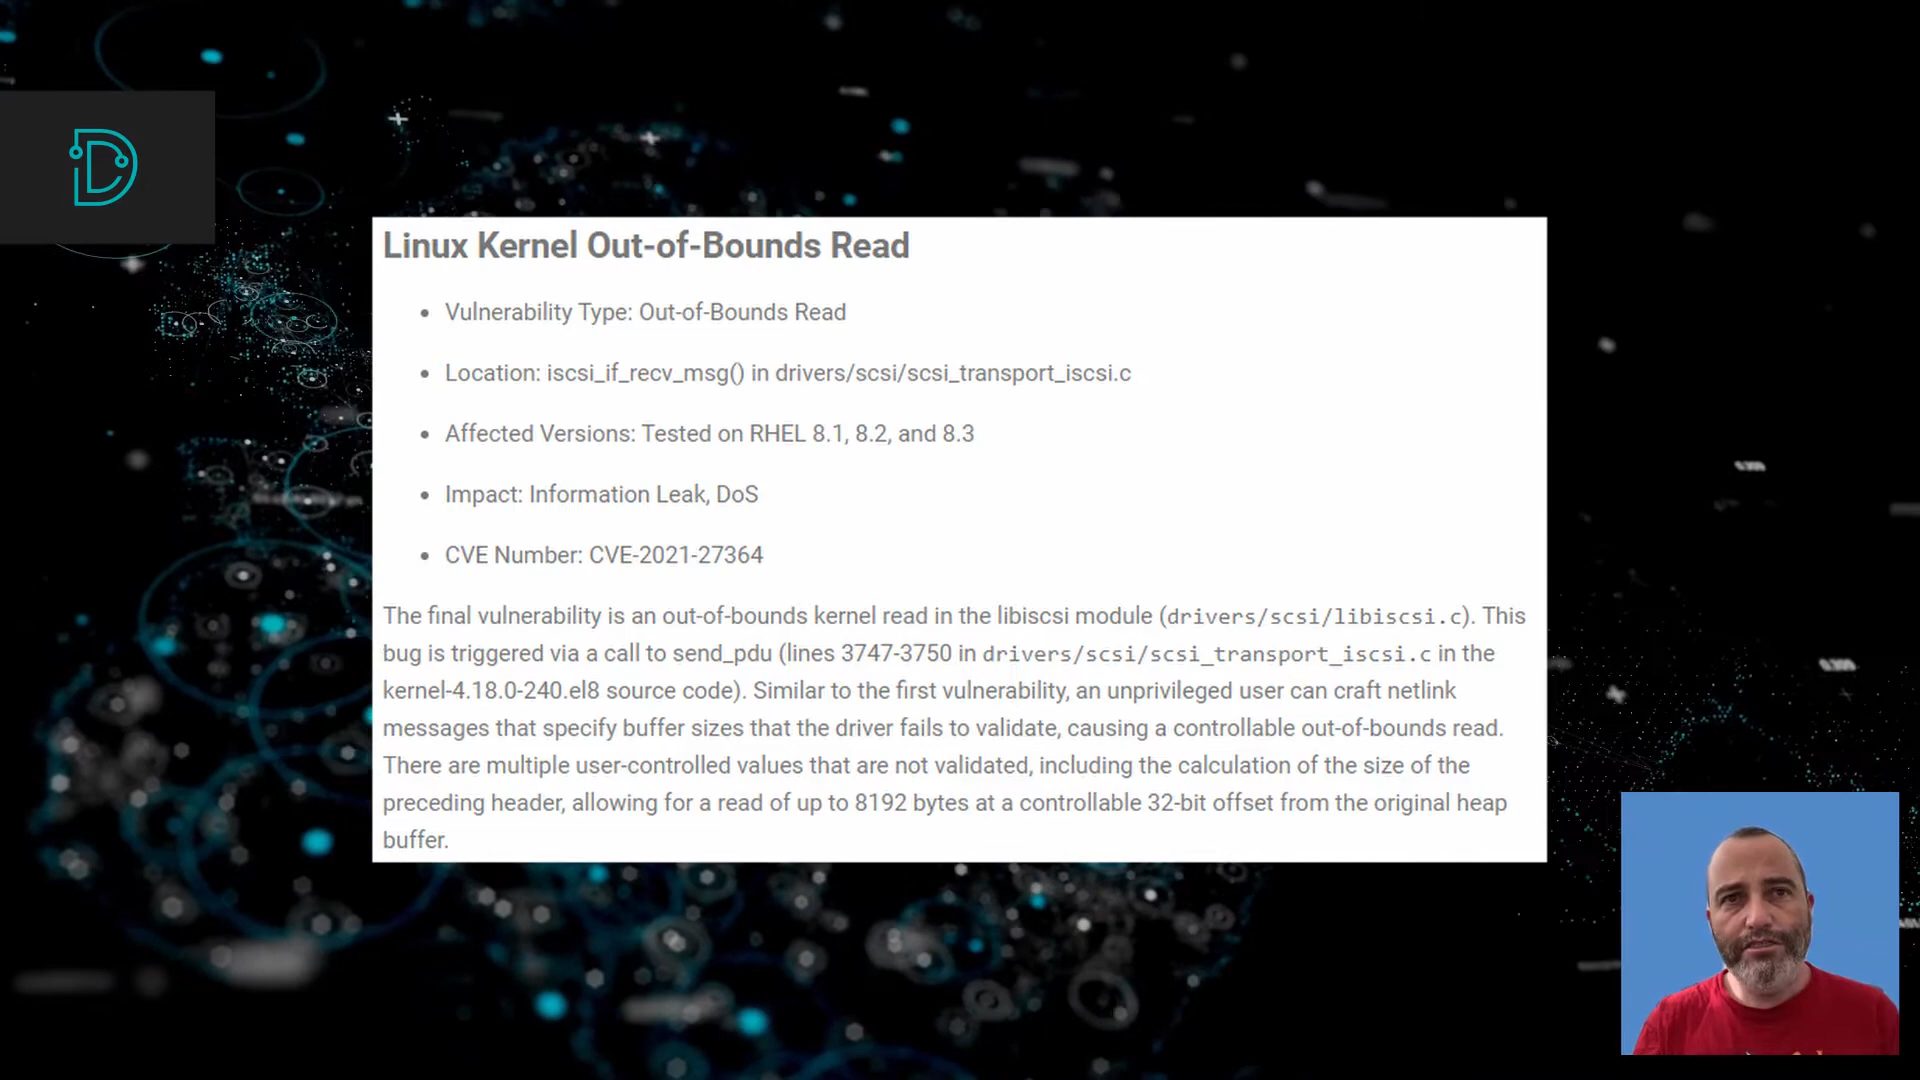 Linux Kernel Out-of-Bounds Read
• Vulnerability Type: Out-of-Bounds Read
• Location: iscsi_if_recv_msg() in drivers/scsi/scsi_transport_iscsi.c
• Affected Versions: Tested on RHEL 8.1, 8.2, and 8.3
• Impact: Information Leak, DoS
• CVE Number: CVE-2021-27364
The final vulnerability is an out-of-bounds kernel read in the libiscsi module (drivers/scsi/libiscsi.c). This
bug is triggered via a call to send_pdu (lines 3747-3750 in drivers/scsi/scsi_transport_iscsi.c in the
kernel-4.18.0-240.el8 source code). Similar to the first vulnerability, an unprivileged user can craft netlink
messages that specify buffer sizes that the driver fails to validate, causing a controllable out-of-bounds read.
There are multiple user-controlled values that are not validated, including the calculation of the size of the
preceding header, allowing for a read of up to 8192 bytes at a controllable 32-bit offset from the original heap
buffer.